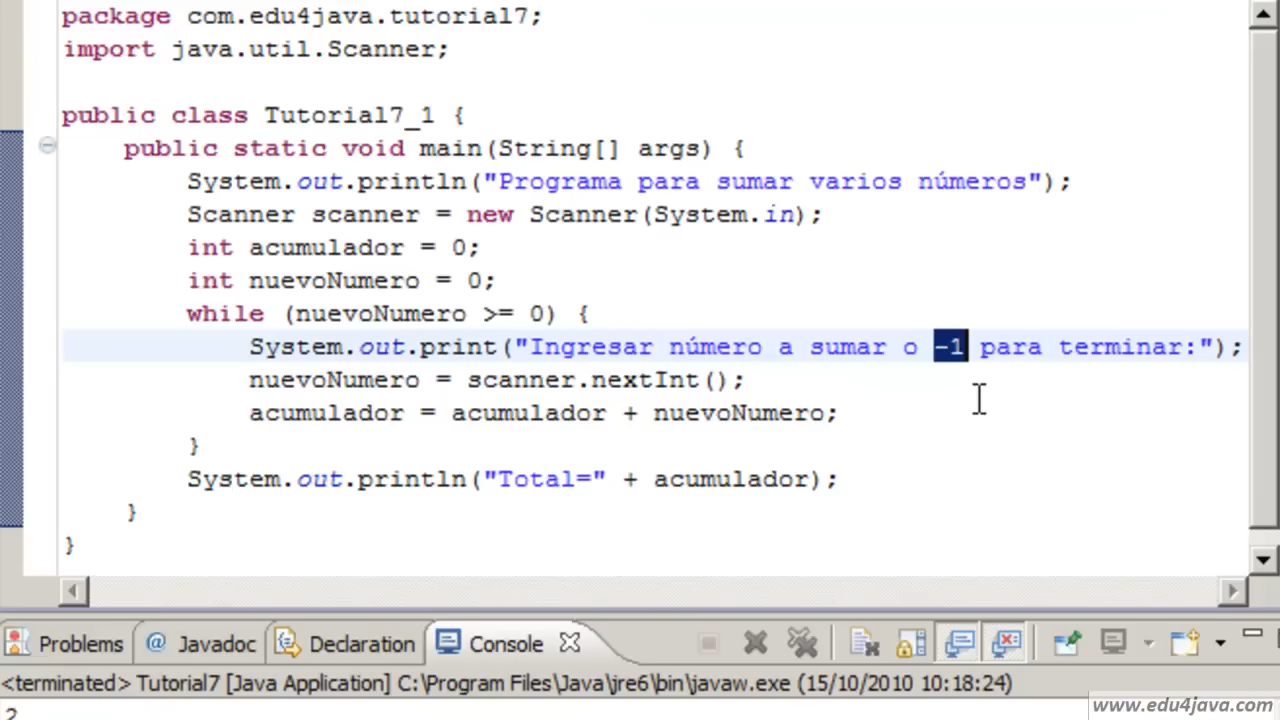 package com.edu4java.tutorial7;
import java.util.Scanner;
public class Tutorial7_1 {
public static void main(String[] args) {
System.out.println("Programa para sumar varios números");
Scanner scanner = new Scanner(System.in);
int acumulador = 0;
int nuevoNumero = 0;
while (nuevoNumero >= 0) {
System.out.print("Ingresar número a sumar o -1 para terminar:");
nuevoNumero = scanner.nextInt();
acumulador = acumulador + nuevoNumero;
}
System.out.println("Total=" + acumulador);
}
}
Problems @ Javadoc Declaration Console
<terminated> Tutorial7 [Java Application] C:\Program Files\Java\jre6\bin\javaw.exe (15/10/2010 10:18:24)
www.edu4java.com
2